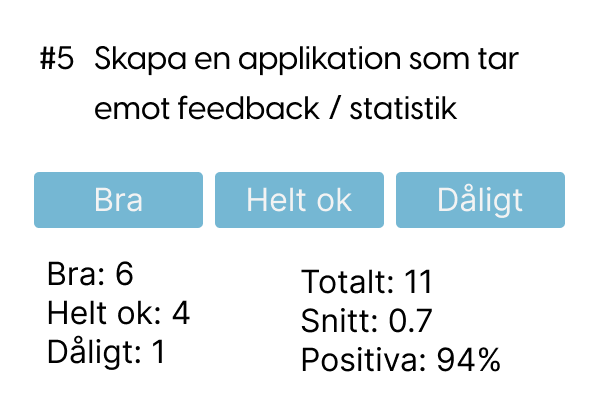 #5 Skapa en applikation som tar
emot feedback / statistik
Bra Helt ok Dåligt
Bra: 6
Helt ok: 4
Dåligt: 1
Totalt: 11
Snitt: 0.7
Positiva: 94%